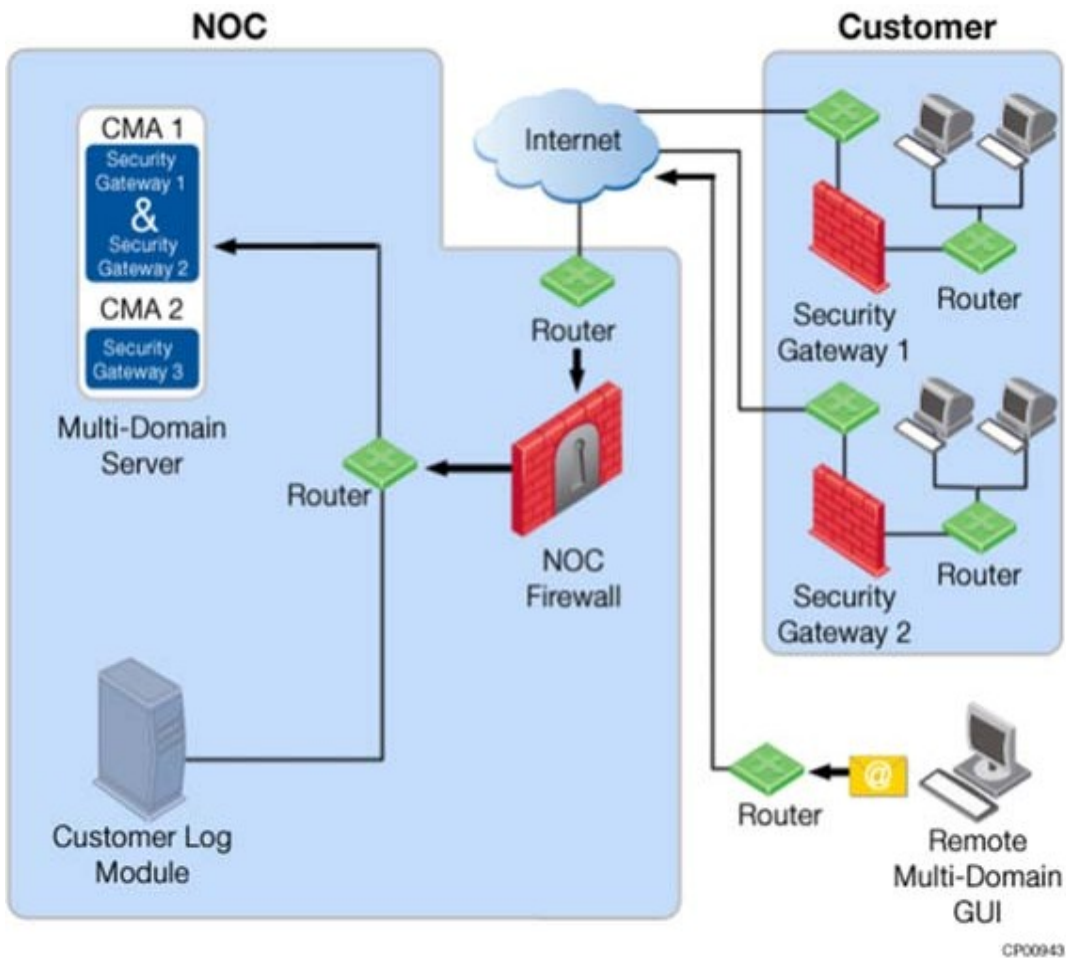 NOC
Customer
CMA 1
Security
Gateway 1
&
Security
Gateway 2
CMA 2
Security
Gateway 3
Multi-Domain
Server
Internet
Router
Router
NOC
Firewall
Customer Log
Module
Security
Gateway 1
Router
Security
Gateway 2
Router
Router
@
Remote
Multi-Domain
GUI
CP00943